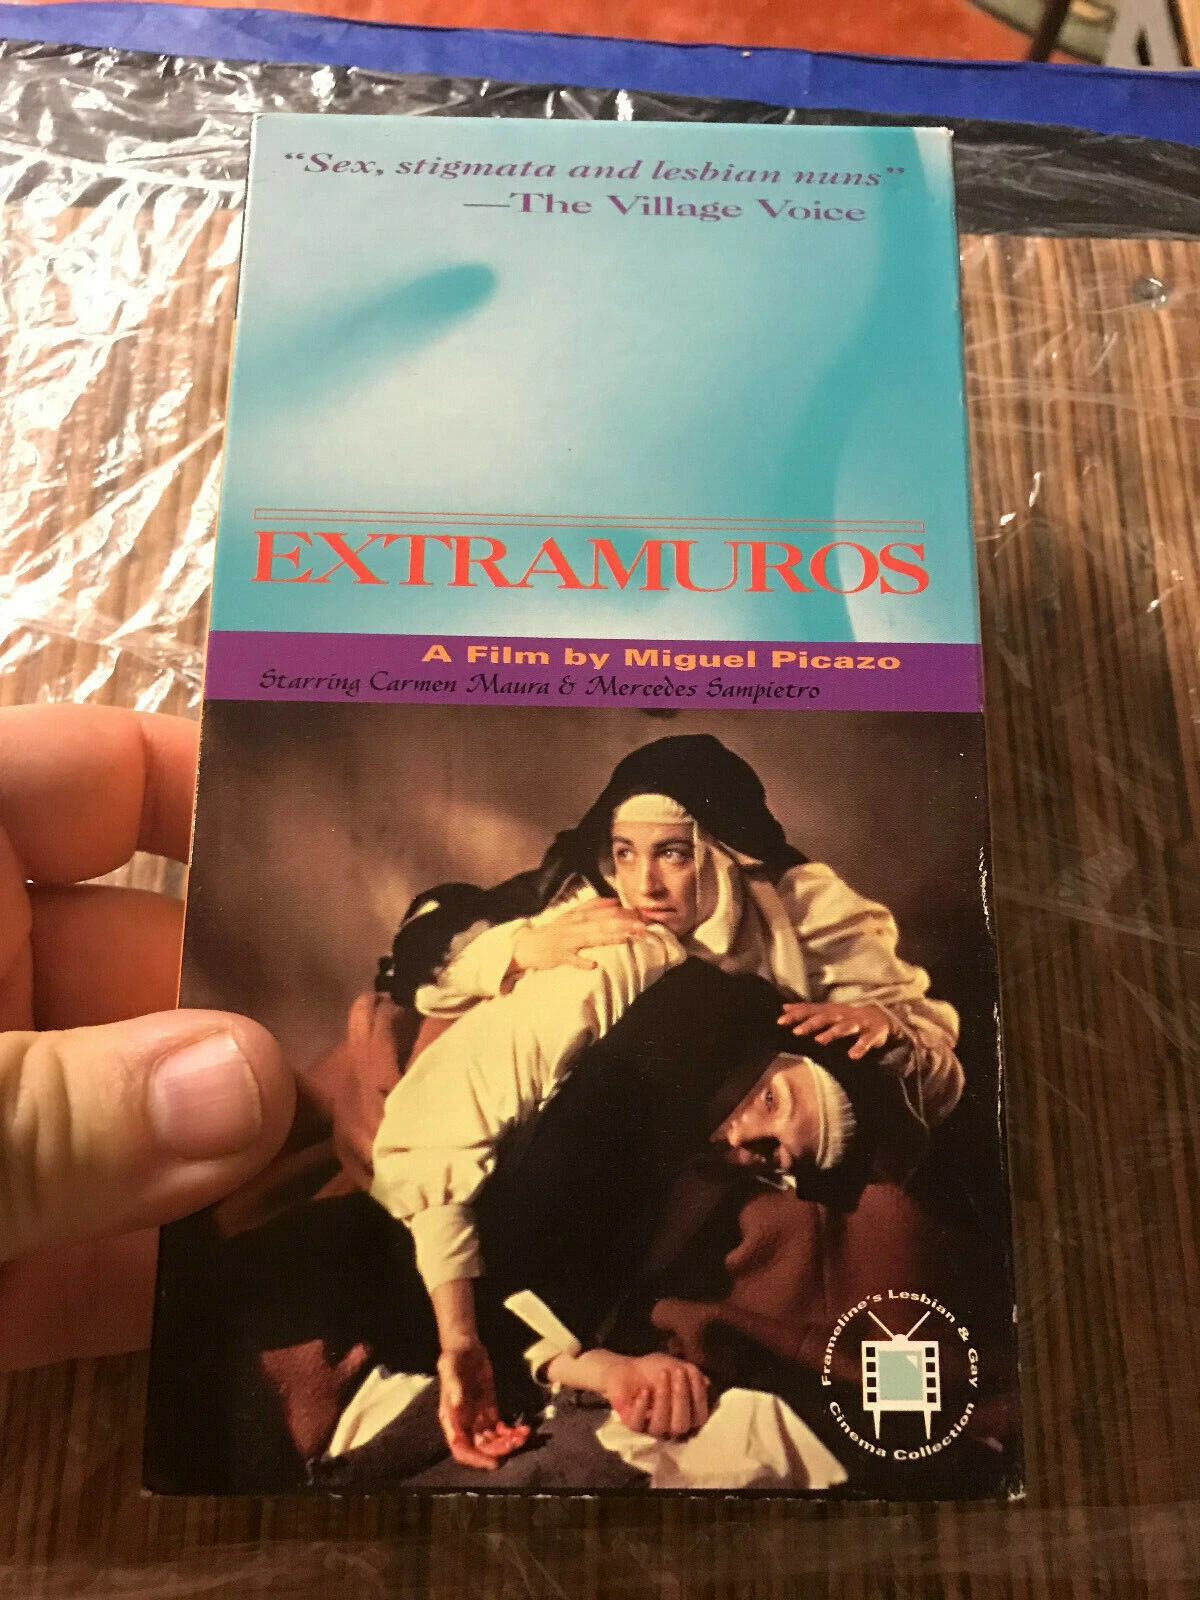 “Sex, stigmata and lesbian nuns”
—The Village Voice
EXTRAMUROS
A Film by Miguel Picazo
Starring Carmen Maura & Mercedes Sampietro
Frameline's Lesbian & Gay
Cinema Collection